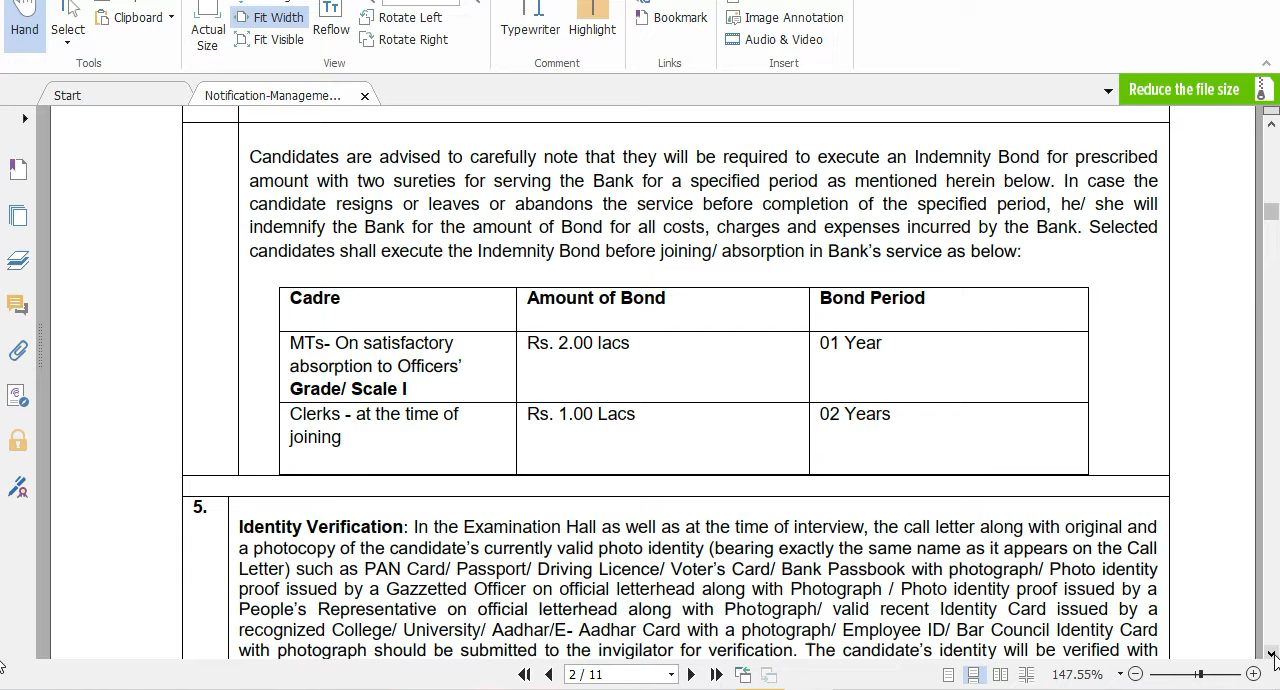 Hand
Select
Clipboard
Actual Size
Fit Width
Fit Visible
Reflow
Rotate Left
Rotate Right
Typewriter
Highlight
Bookmark
Image Annotation
Audio & Video
Tools
View
Comment
Links
Insert
Start
Notification-Manageme...
Reduce the file size
Candidates are advised to carefully note that they will be required to execute an Indemnity Bond for prescribed
amount with two sureties for serving the Bank for a specified period as mentioned herein below. In case the
candidate resigns or leaves or abandons the service before completion of the specified period, he/ she will
indemnify the Bank for the amount of Bond for all costs, charges and expenses incurred by the Bank. Selected
candidates shall execute the Indemnity Bond before joining/ absorption in Bank's service as below:
Cadre Amount of Bond Bond Period
MTs- On satisfactory Rs. 2.00 lacs 01 Year
absorption to Officers'
Grade/ Scale I
Clerks - at the time of Rs. 1.00 Lacs 02 Years
joining
5.
Identity Verification: In the Examination Hall as well as at the time of interview, the call letter along with original and
a photocopy of the candidate's currently valid photo identity (bearing exactly the same name as it appears on the Call
Letter) such as PAN Card/ Passport/ Driving Licence/ Voter's Card/ Bank Passbook with photograph/ Photo identity
proof issued by a Gazzetted Officer on official letterhead along with Photograph / Photo identity proof issued by a
People's Representative on official letterhead along with Photograph/ valid recent Identity Card issued by a
recognized College/ University/ Aadhar/E- Aadhar Card with a photograph/ Employee ID/ Bar Council Identity Card
with photograph should be submitted to the invigilator for verification. The candidate's identity will be verified with
2 / 11
147.55%